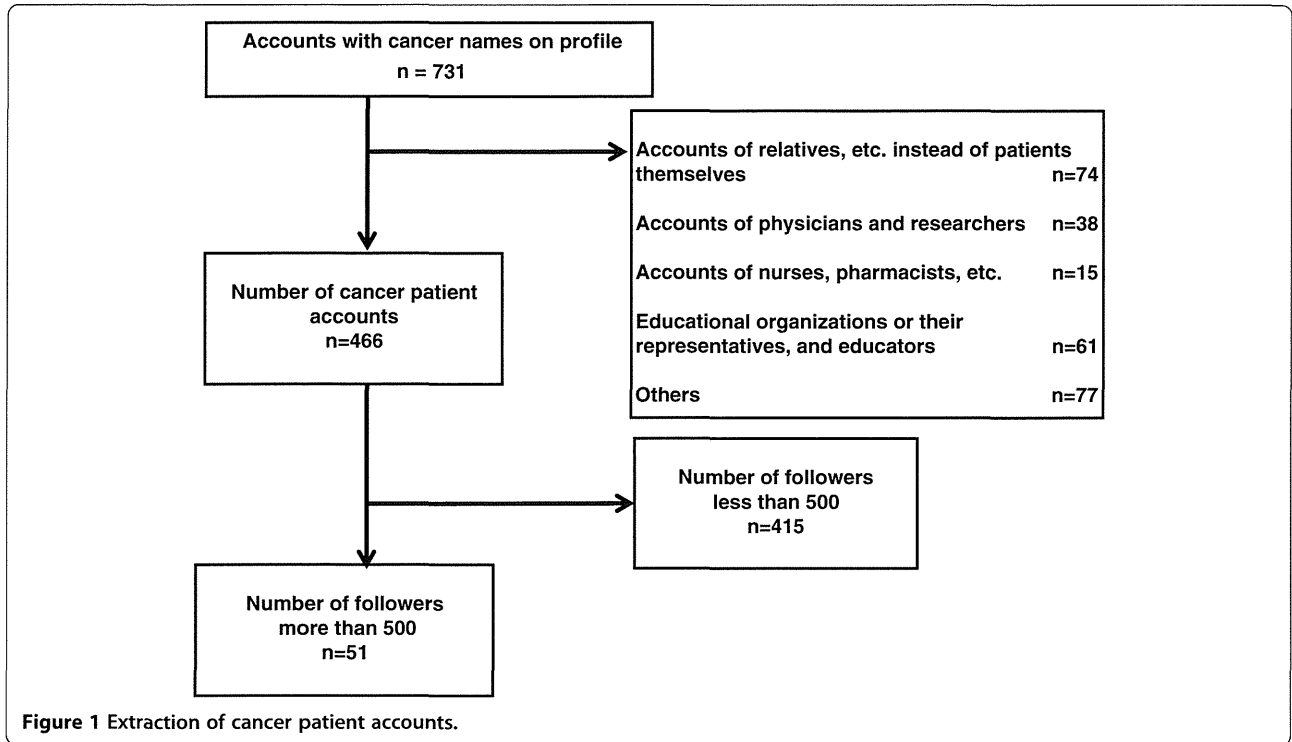 Accounts with cancer names on profile
n = 731
Accounts of relatives, etc. instead of patients
themselves n=74
Accounts of physicians and researchers n=38
Accounts of nurses, pharmacists, etc. n=15
Educational organizations or their
representatives, and educators n=61
Others n=77
Number of cancer patient
accounts
n=466
Number of followers
less than 500
n=415
Number of followers
more than 500
n=51
Figure 1 Extraction of cancer patient accounts.